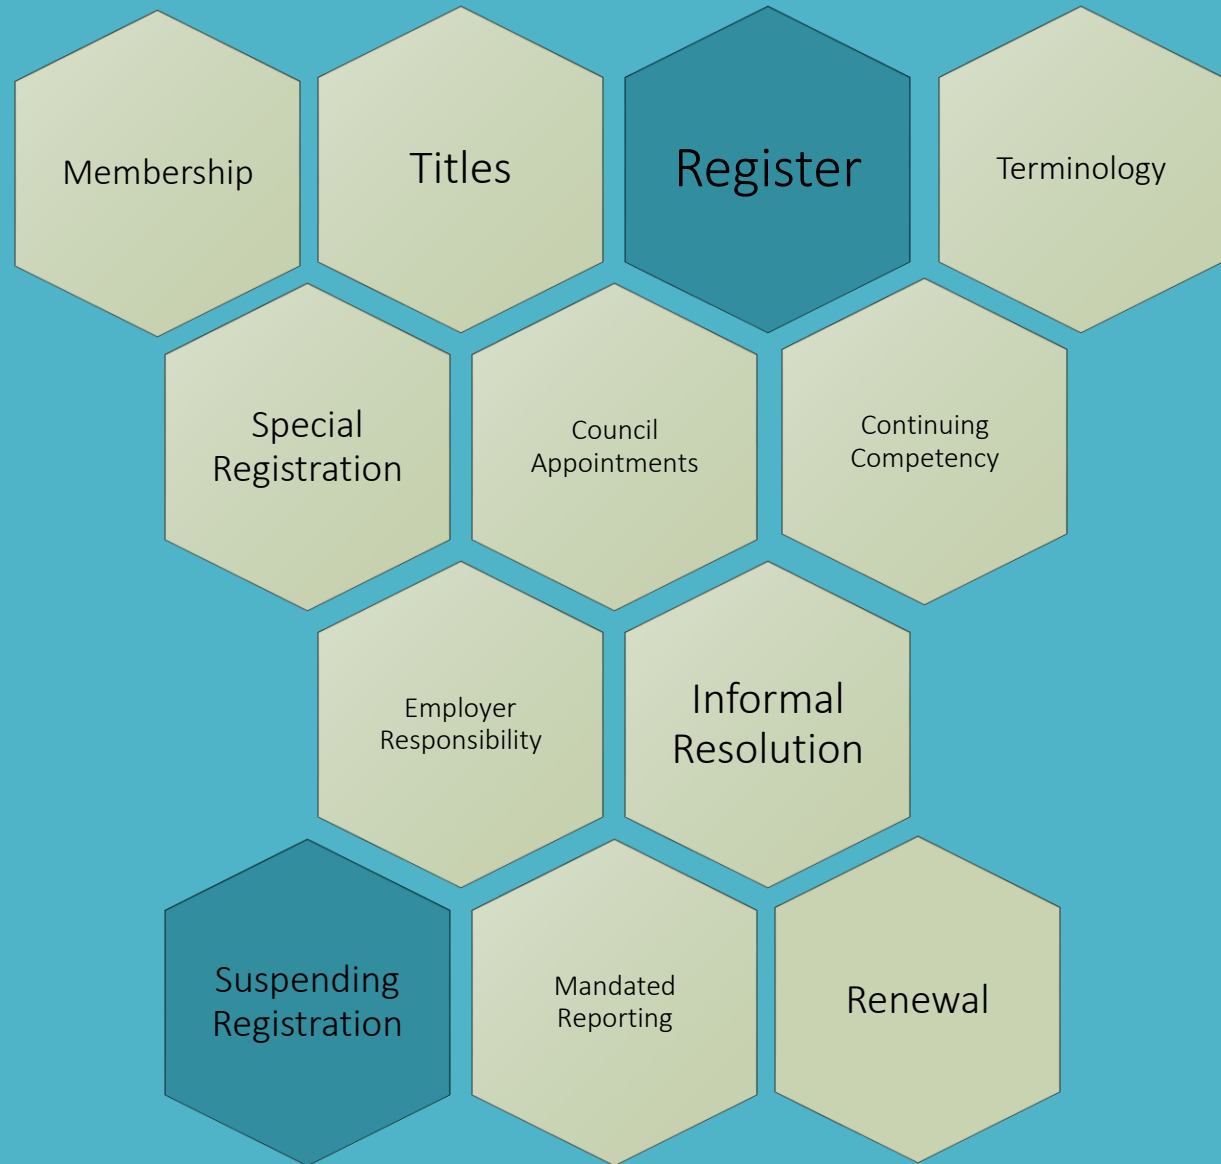 Membership
Titles
Register
Terminology
Special
Registration
Council
Appointments
Continuing
Competency
Employer
Responsibility
Informal
Resolution
Suspending
Registration
Mandated
Reporting
Renewal